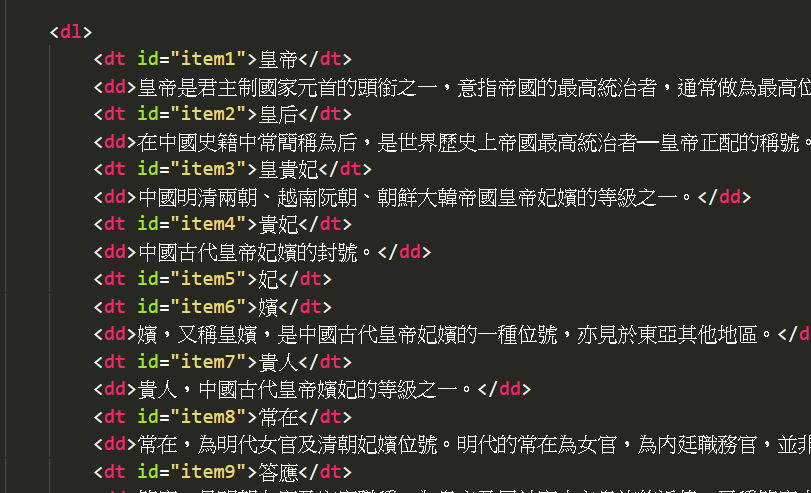 <dl>
<dt id="item1">皇帝</dt>
<dd>皇帝是君主制國家元首的頭銜之一，意指帝國的最高統治者，通常做為最高位
<dt id="item2">皇后</dt>
<dd>在中國史籍中常簡稱為后，是世界歷史上帝國最高統治者──皇帝正配的稱號。
<dt id="item3">皇貴妃</dt>
<dd>中國明清兩朝、越南阮朝、朝鮮大韓帝國皇帝妃嬪的等級之一。</dd>
<dt id="item4">貴妃</dt>
<dd>中國古代皇帝妃嬪的封號。</dd>
<dt id="item5">妃</dt>
<dt id="item6">嬪</dt>
<dd>嬪，又稱皇嬪，是中國古代皇帝妃嬪的一種位號，亦見於東亞其他地區。</d
<dt id="item7">貴人</dt>
<dd>貴人，中國古代皇帝嬪妃的等級之一。</dd>
<dt id="item8">常在</dt>
<dd>常在，為明代女官及清朝妃嬪位號。明代的常在為女官，為內廷職務官，並非
<dt id="item9">答應</dt>